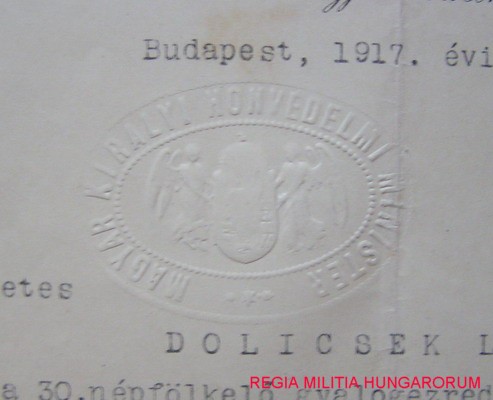 Budapest, 1917. évi
MAGYAR KIRÁLYI HONVÉDELMI MINISTER
etes
DOLICSEK L
a 30.népfölkelő gyalogezred
REGIA MILITIA HUNGARORUM